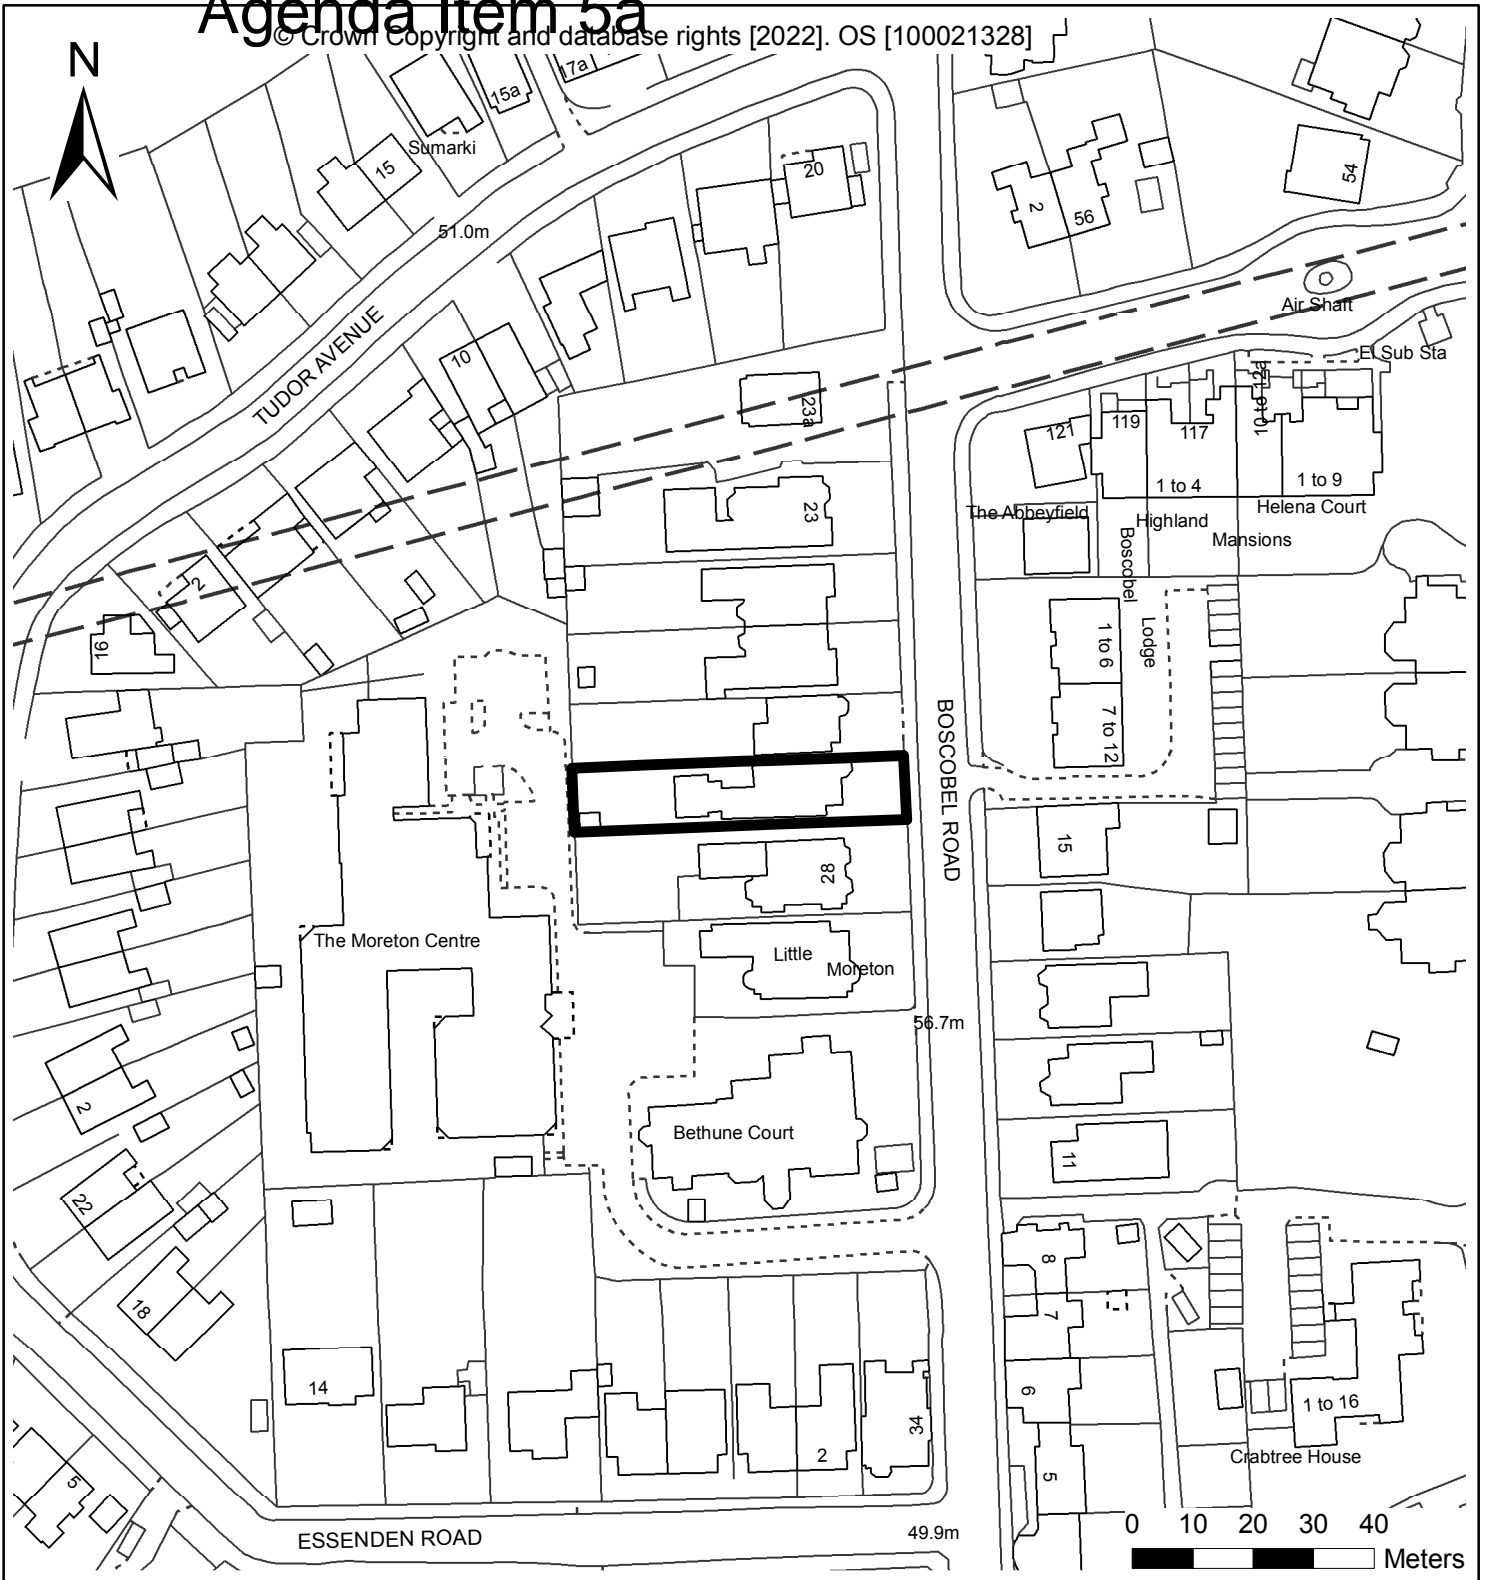 Agenda Item 5a
© Crown Copyright and database rights [2022]. OS [100021328]
N
17a
15a
Sumarki
15
20
51.0m
2
56
54
Air Shaft
El Sub Sta
TUDOR AVENUE
10
23a
10 to 12a
119
121
117
1 to 4
1 to 9
Helena Court
The Abbeyfield
Highland
Mansions
23
Boscobel
Lodge
2
16
1 to 6
7 to 12
BOSCOBEL ROAD
15
28
The Moreton Centre
Little
Moreton
56.7m
2
Bethune Court
11
22
18
8
7
14
6
34
1 to 16
2
Crabtree House
5
5
ESSENDEN ROAD
49.9m
0 10 20 30 40
Meters